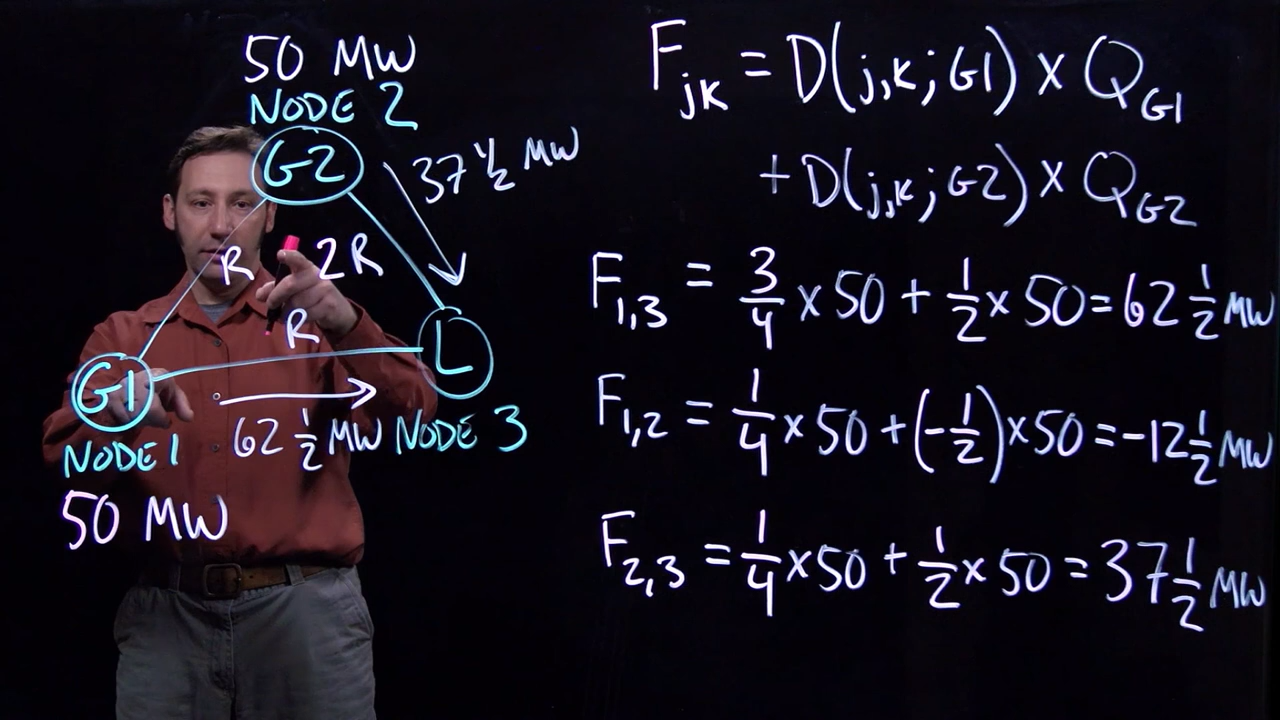 50 MW
NODE 2
G2
37 ½ MW
R
2R
R
G1
L
62 ½ MW
NODE 3
NODE 1
50 MW
F_jk = D(j,k;G1) × Q_G1
+ D(j,k;G2) × Q_G2
F_1,3 = 3/4 × 50 + 1/2 × 50 = 62 1/2 MW
F_1,2 = 1/4 × 50 + (-1/2) × 50 = -12 1/2 MW
F_2,3 = 1/4 × 50 + 1/2 × 50 = 37 1/2 MW